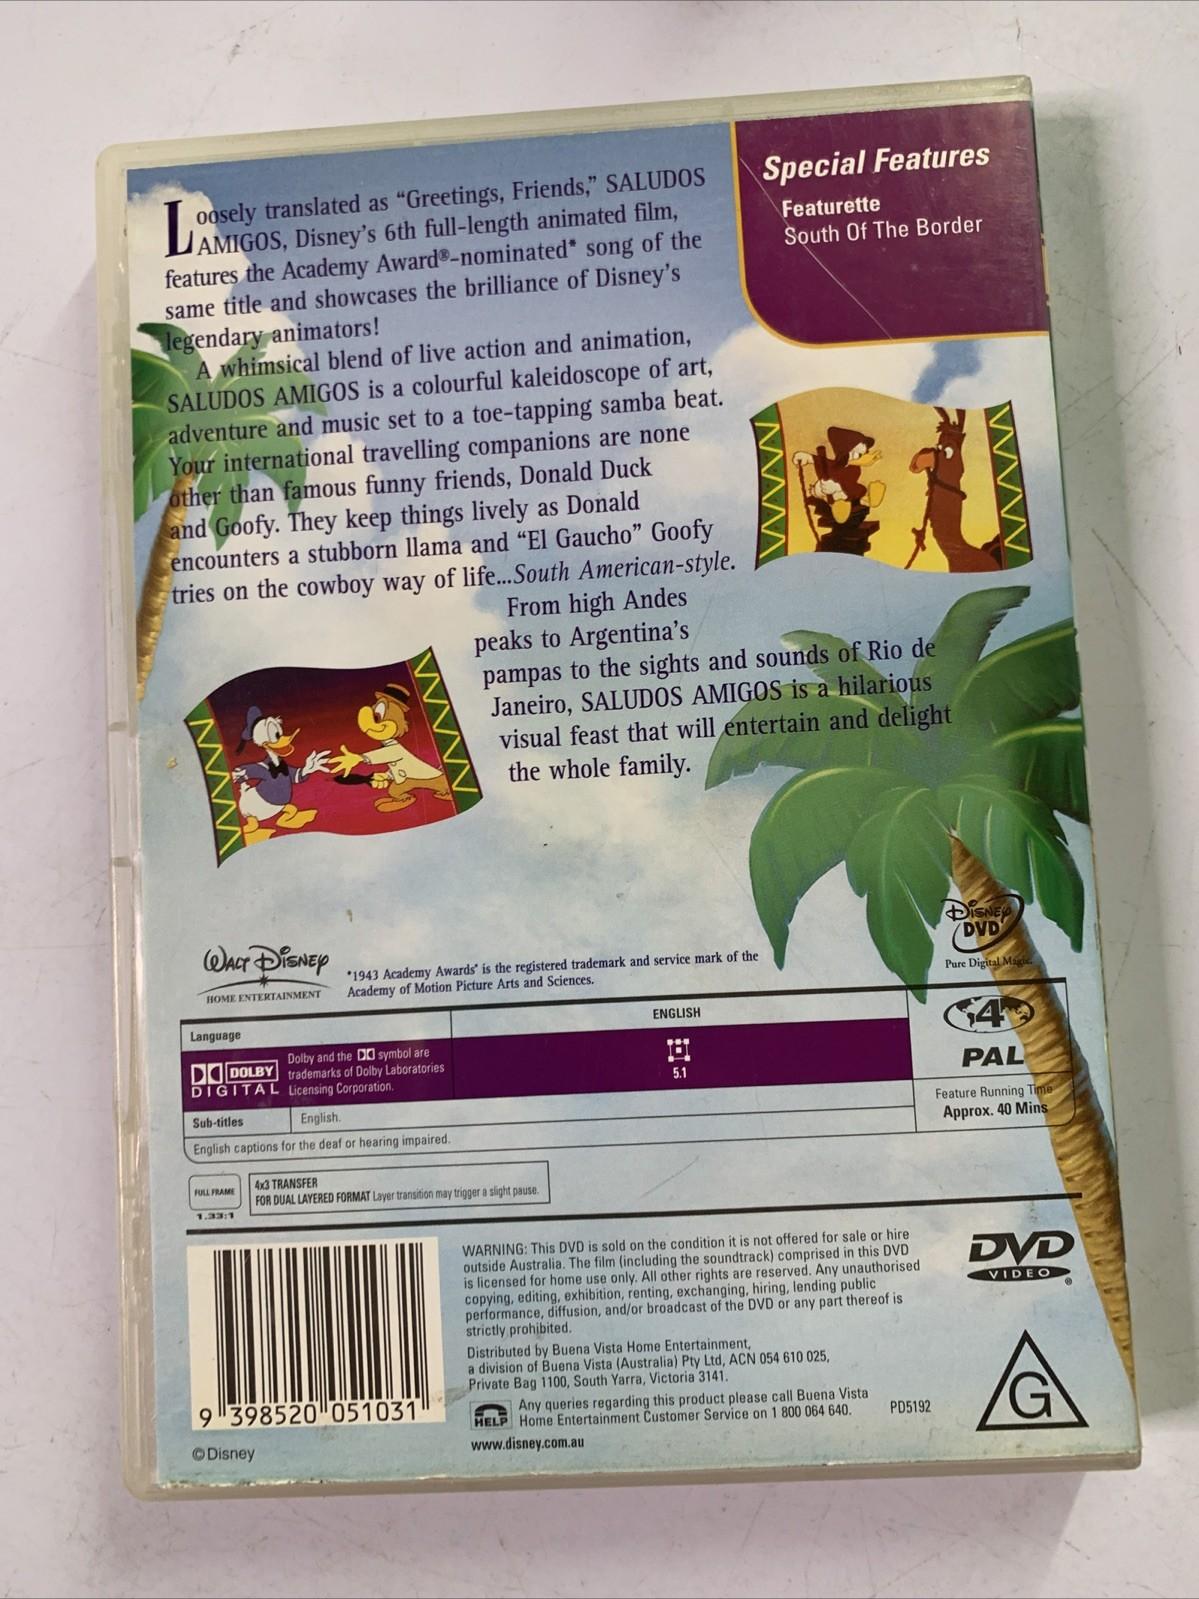 Loosely translated as “Greetings, Friends,” SALUDOS
AMIGOS, Disney’s 6th full-length animated film,
features the Academy Award®-nominated* song of the
same title and showcases the brilliance of Disney’s
legendary animators!
A whimsical blend of live action and animation,
SALUDOS AMIGOS is a colourful kaleidoscope of art,
adventure and music set to a toe-tapping samba beat.
Your international travelling companions are none
other than famous funny friends, Donald Duck
and Goofy. They keep things lively as Donald
encounters a stubborn llama and “El Gaucho” Goofy
tries on the cowboy way of life...South American-style.
From high Andes
peaks to Argentina’s
pampas to the sights and sounds of Rio de
Janeiro, SALUDOS AMIGOS is a hilarious
visual feast that will entertain and delight
the whole family.
Special Features
Featurette
South Of The Border
WALT DISNEY
HOME ENTERTAINMENT
*1943 Academy Awards® is the registered trademark and service mark of the
Academy of Motion Picture Arts and Sciences.
DISNEY
DVD
Pure Digital Magic.
Language
ENGLISH
DOLBY
DIGITAL
Dolby and the DD symbol are
trademarks of Dolby Laboratories
Licensing Corporation.
5.1
4
PAL
Feature Running Time
Approx. 40 Mins
Sub-titles
English.
English captions for the deaf or hearing impaired.
FULL FRAME
1.33:1
4x3 TRANSFER
FOR DUAL LAYERED FORMAT Layer transition may trigger a slight pause.
9 398520 051031
© Disney
WARNING: This DVD is sold on the condition it is not offered for sale or hire
outside Australia. The film (including the soundtrack) comprised in this DVD
is licensed for home use only. All other rights are reserved. Any unauthorised
copying, editing, exhibition, renting, exchanging, hiring, lending public
performance, diffusion, and/or broadcast of the DVD or any part thereof is
strictly prohibited.
Distributed by Buena Vista Home Entertainment,
a division of Buena Vista (Australia) Pty Ltd, ACN 054 610 025,
Private Bag 1100, South Yarra, Victoria 3141.
HELP
Any queries regarding this product please call Buena Vista
Home Entertainment Customer Service on 1 800 064 640.
PD5192
www.disney.com.au
DVD
VIDEO ®
G